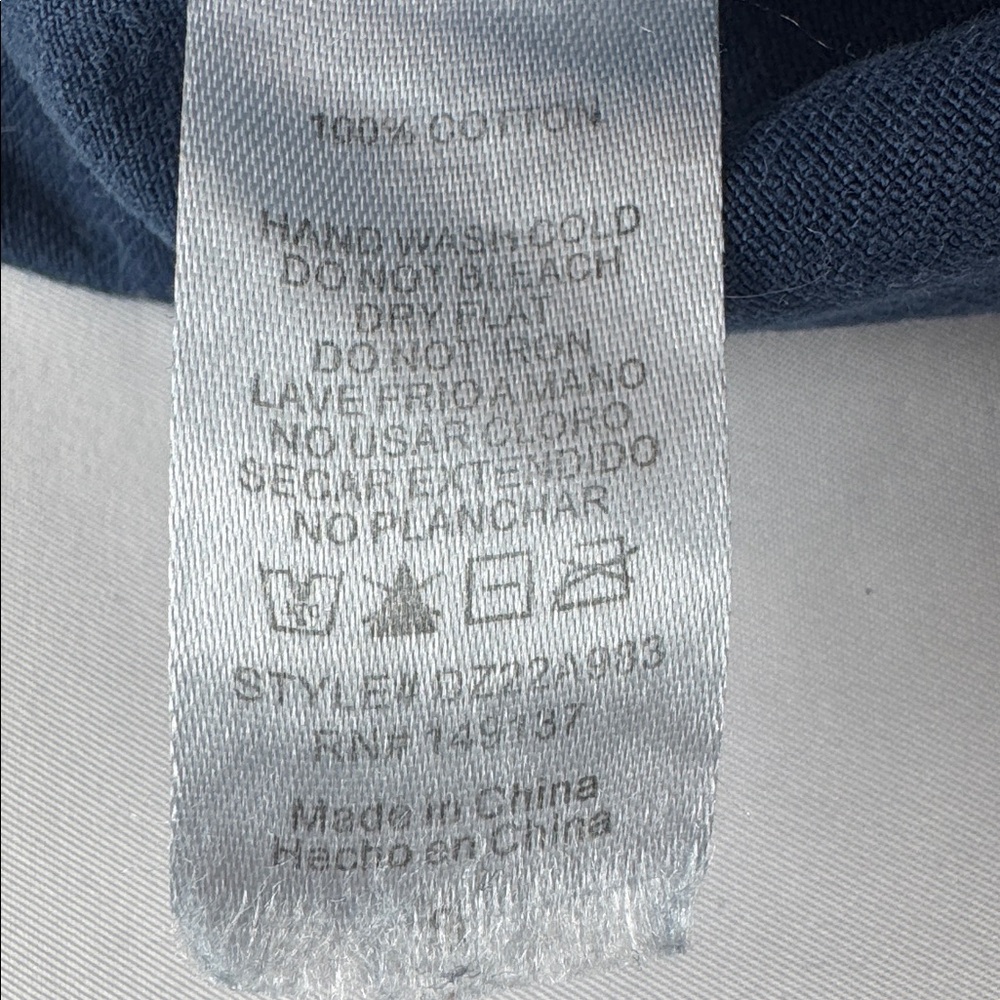 100% COTTON
HAND WASH COLD
DO NOT BLEACH
DRY FLAT
DO NOT IRON
LAVE FRIO A MANO
NO USAR CLORO
SECAR EXTENDIDO
NO PLANCHAR
STYLE# DZ22A933
RN# 149137
Made in China
Hecho en China